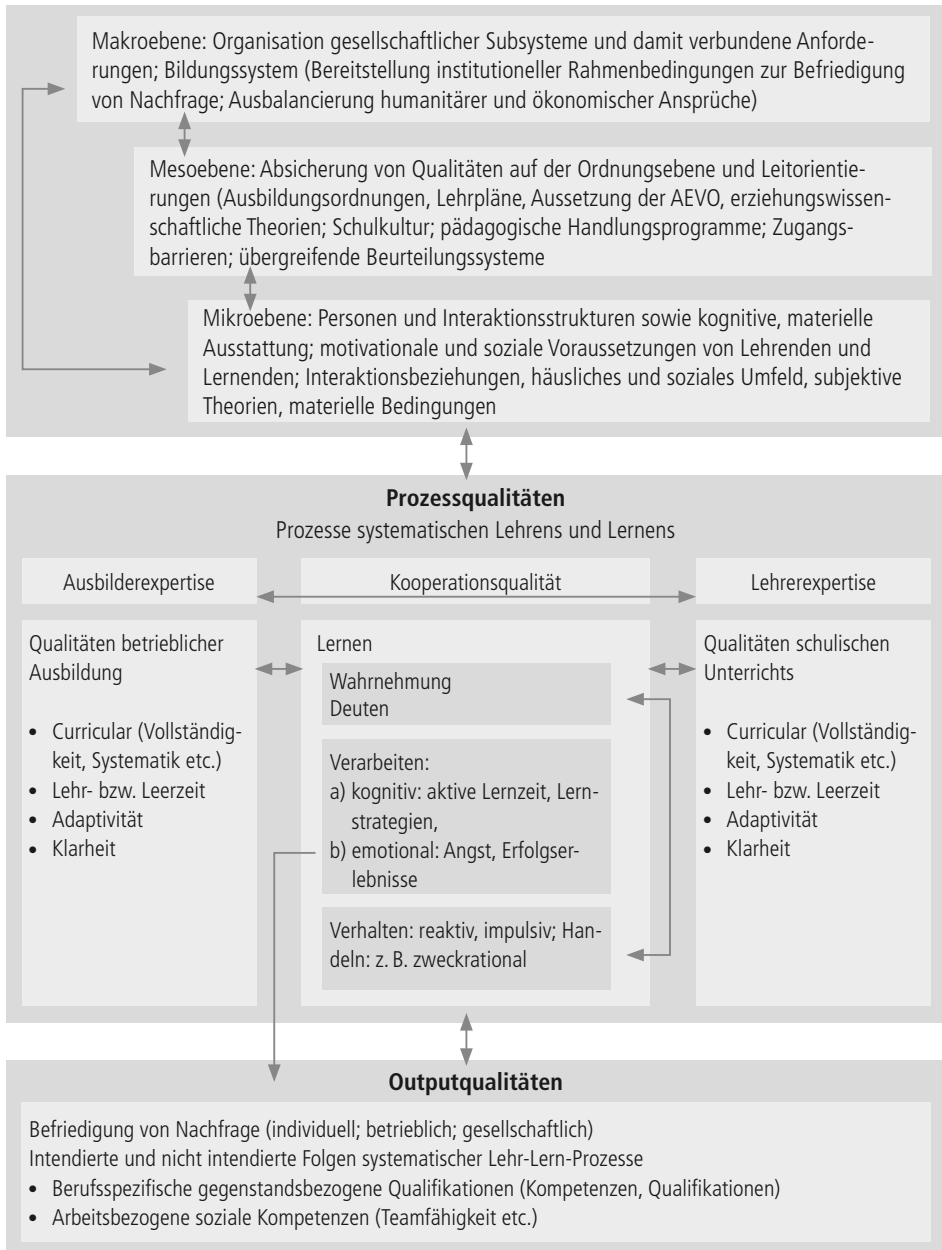 Makroebene: Organisation gesellschaftlicher Subsysteme und damit verbundene Anforde-
rungen; Bildungssystem (Bereitstellung institutioneller Rahmenbedingungen zur Befriedigung
von Nachfrage; Ausbalancierung humanitärer und ökonomischer Ansprüche)
Mesoebene: Absicherung von Qualitäten auf der Ordnungsebene und Leitorientie-
rungen (Ausbildungsordnungen, Lehrpläne, Aussetzung der AEVO, erziehungswissen-
schaftliche Theorien; Schulkultur; pädagogische Handlungsprogramme; Zugangs-
barrieren; übergreifende Beurteilungssysteme
Mikroebene: Personen und Interaktionsstrukturen sowie kognitive, materielle
Ausstattung; motivationale und soziale Voraussetzungen von Lehrenden und
Lernenden; Interaktionsbeziehungen, häusliches und soziales Umfeld, subjektive
Theorien, materielle Bedingungen
Prozessqualitäten
Prozesse systematischen Lehrens und Lernens
Ausbilderexpertise
Kooperationsqualität
Lehrerexpertise
Qualitäten betrieblicher
Ausbildung
• Curricular (Vollständig-
keit, Systematik etc.)
• Lehr- bzw. Leerzeit
• Adaptivität
• Klarheit
Lernen
Wahrnehmung
Deuten
Verarbeiten:
a) kognitiv: aktive Lernzeit, Lern-
strategien,
b) emotional: Angst, Erfolgser-
lebnisse
Verhalten: reaktiv, impulsiv; Han-
deln: z. B. zweckrational
Qualitäten schulischen
Unterrichts
• Curricular (Vollständig-
keit, Systematik etc.)
• Lehr- bzw. Leerzeit
• Adaptivität
• Klarheit
Outputqualitäten
Befriedigung von Nachfrage (individuell; betrieblich; gesellschaftlich)
Intendierte und nicht intendierte Folgen systematischer Lehr-Lern-Prozesse
• Berufsspezifische gegenstandsbezogene Qualifikationen (Kompetenzen, Qualifikationen)
• Arbeitsbezogene soziale Kompetenzen (Teamfähigkeit etc.)